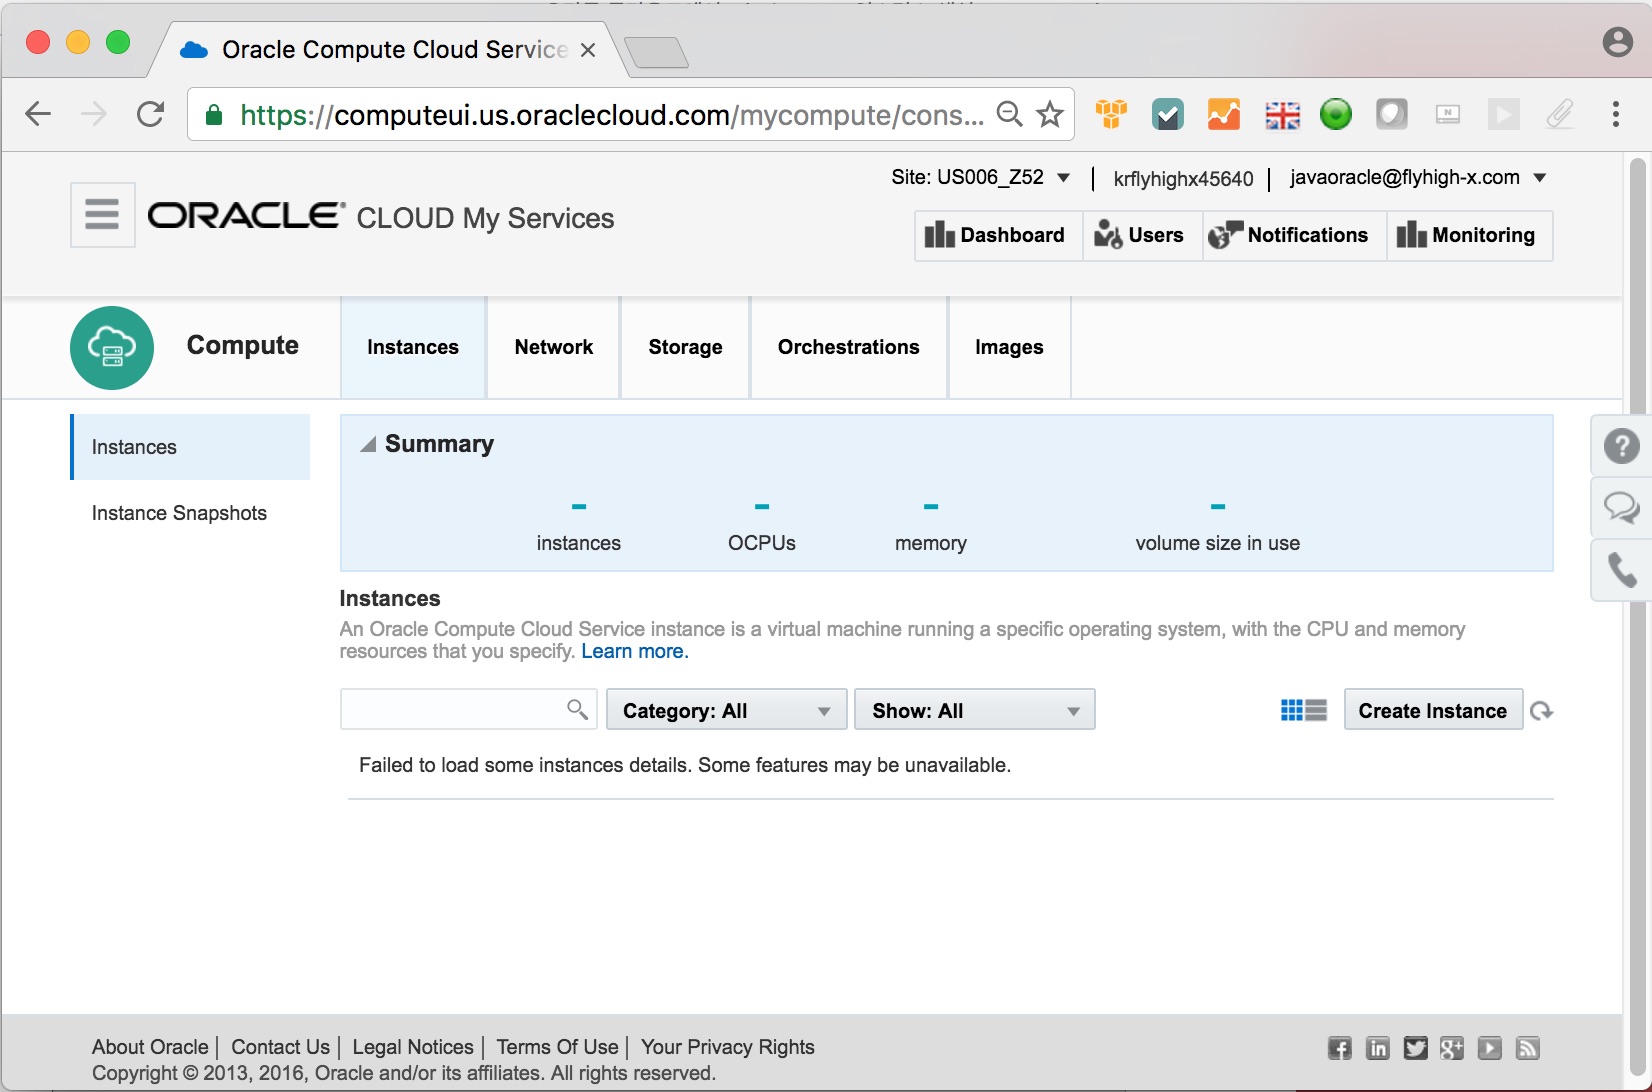 Oracle Compute Cloud Service
https://computeui.us.oraclecloud.com/mycompute/cons...
Site: US006_Z52
krflyhighx45640
javaoracle@flyhigh-x.com
ORACLE® CLOUD My Services
Dashboard
Users
Notifications
Monitoring
Compute
Instances
Network
Storage
Orchestrations
Images
Instances
Instance Snapshots
Summary
- - - -
instances OCPUs memory volume size in use
Instances
An Oracle Compute Cloud Service instance is a virtual machine running a specific operating system, with the CPU and memory
resources that you specify. Learn more.
Category: All
Show: All
Create Instance
Failed to load some instances details. Some features may be unavailable.
About Oracle | Contact Us | Legal Notices | Terms Of Use | Your Privacy Rights
Copyright © 2013, 2016, Oracle and/or its affiliates. All rights reserved.